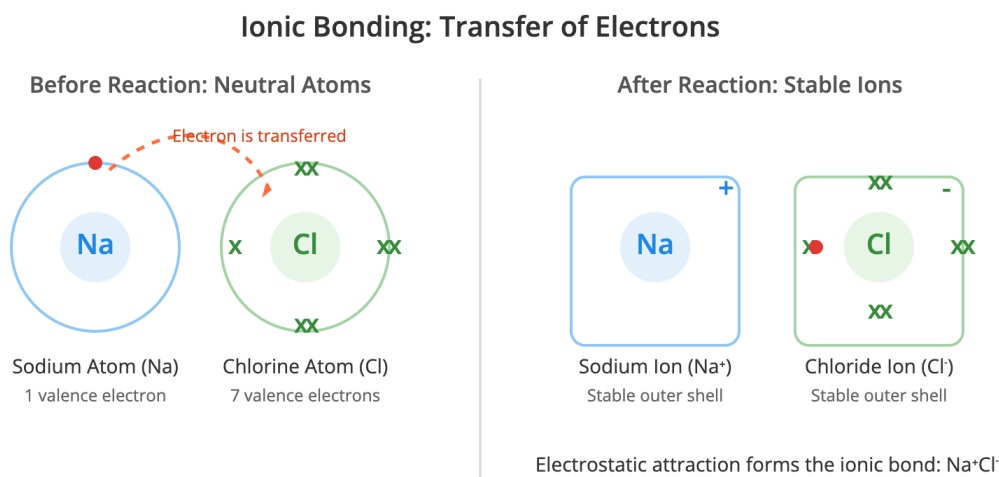 Ionic Bonding: Transfer of Electrons
Before Reaction: Neutral Atoms
Electron is transferred
XX
Na
X
Cl
XX
XX
Sodium Atom (Na)
1 valence electron
Chlorine Atom (Cl)
7 valence electrons
After Reaction: Stable Ions
+
Na
XX
-
X
Cl
XX
XX
Sodium Ion (Na⁺)
Stable outer shell
Chloride Ion (Cl⁻)
Stable outer shell
Electrostatic attraction forms the ionic bond: Na⁺Cl⁻